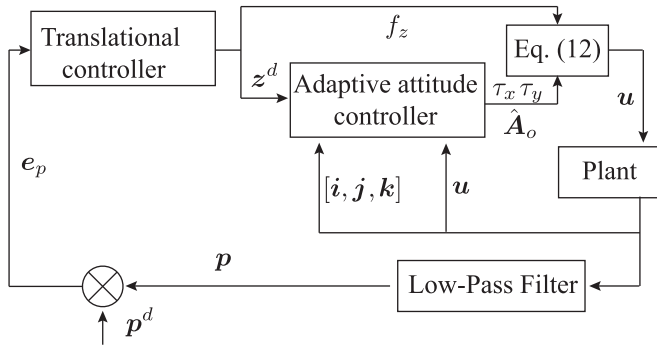 Translational
controller
f_z
Eq. (12)
z^d
Adaptive attitude
controller
τ_x τ_y
Â_o
u
e_p
[i, j, k]
u
Plant
p
Low-Pass Filter
p^d